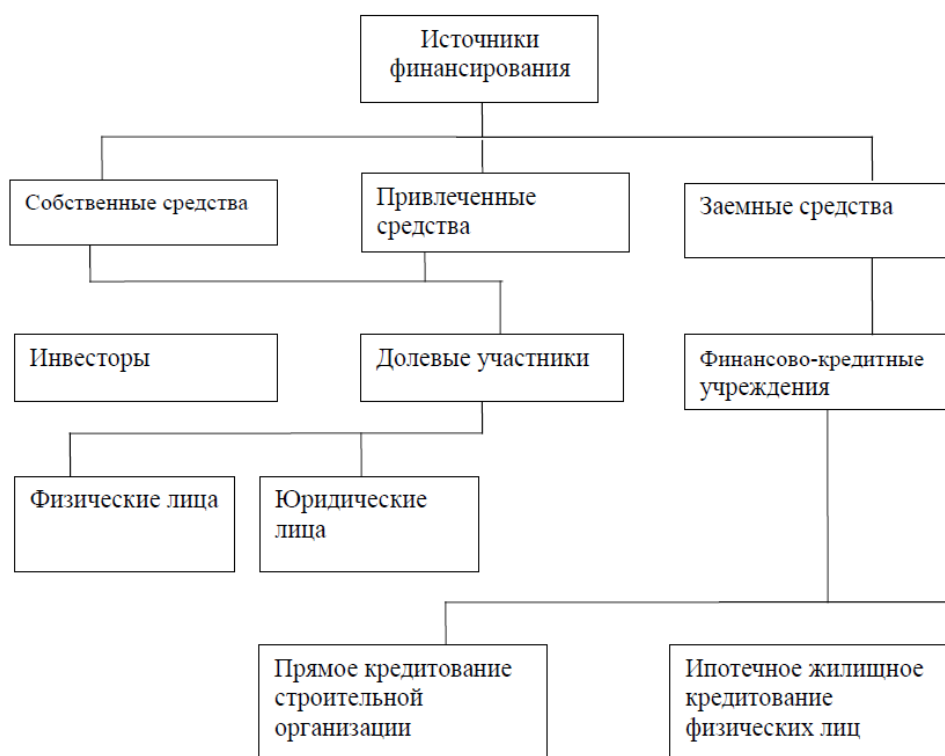 Источники
финансирования
Собственные средства
Привлеченные
средства
Заемные средства
Инвесторы
Долевые участники
Финансово-кредитные
учреждения
Физические лица
Юридические
лица
Прямое кредитование
строительной
организации
Ипотечное жилищное
кредитование
физических лиц